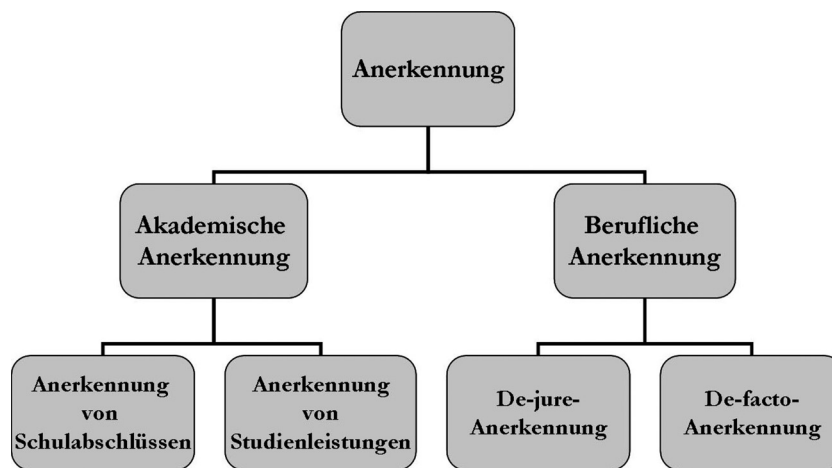 Anerkennung
Akademische
Anerkennung
Berufliche
Anerkennung
Anerkennung
von
Schulabschlüssen
Anerkennung
von
Studienleistungen
De-jure-
Anerkennung
De-facto-
Anerkennung